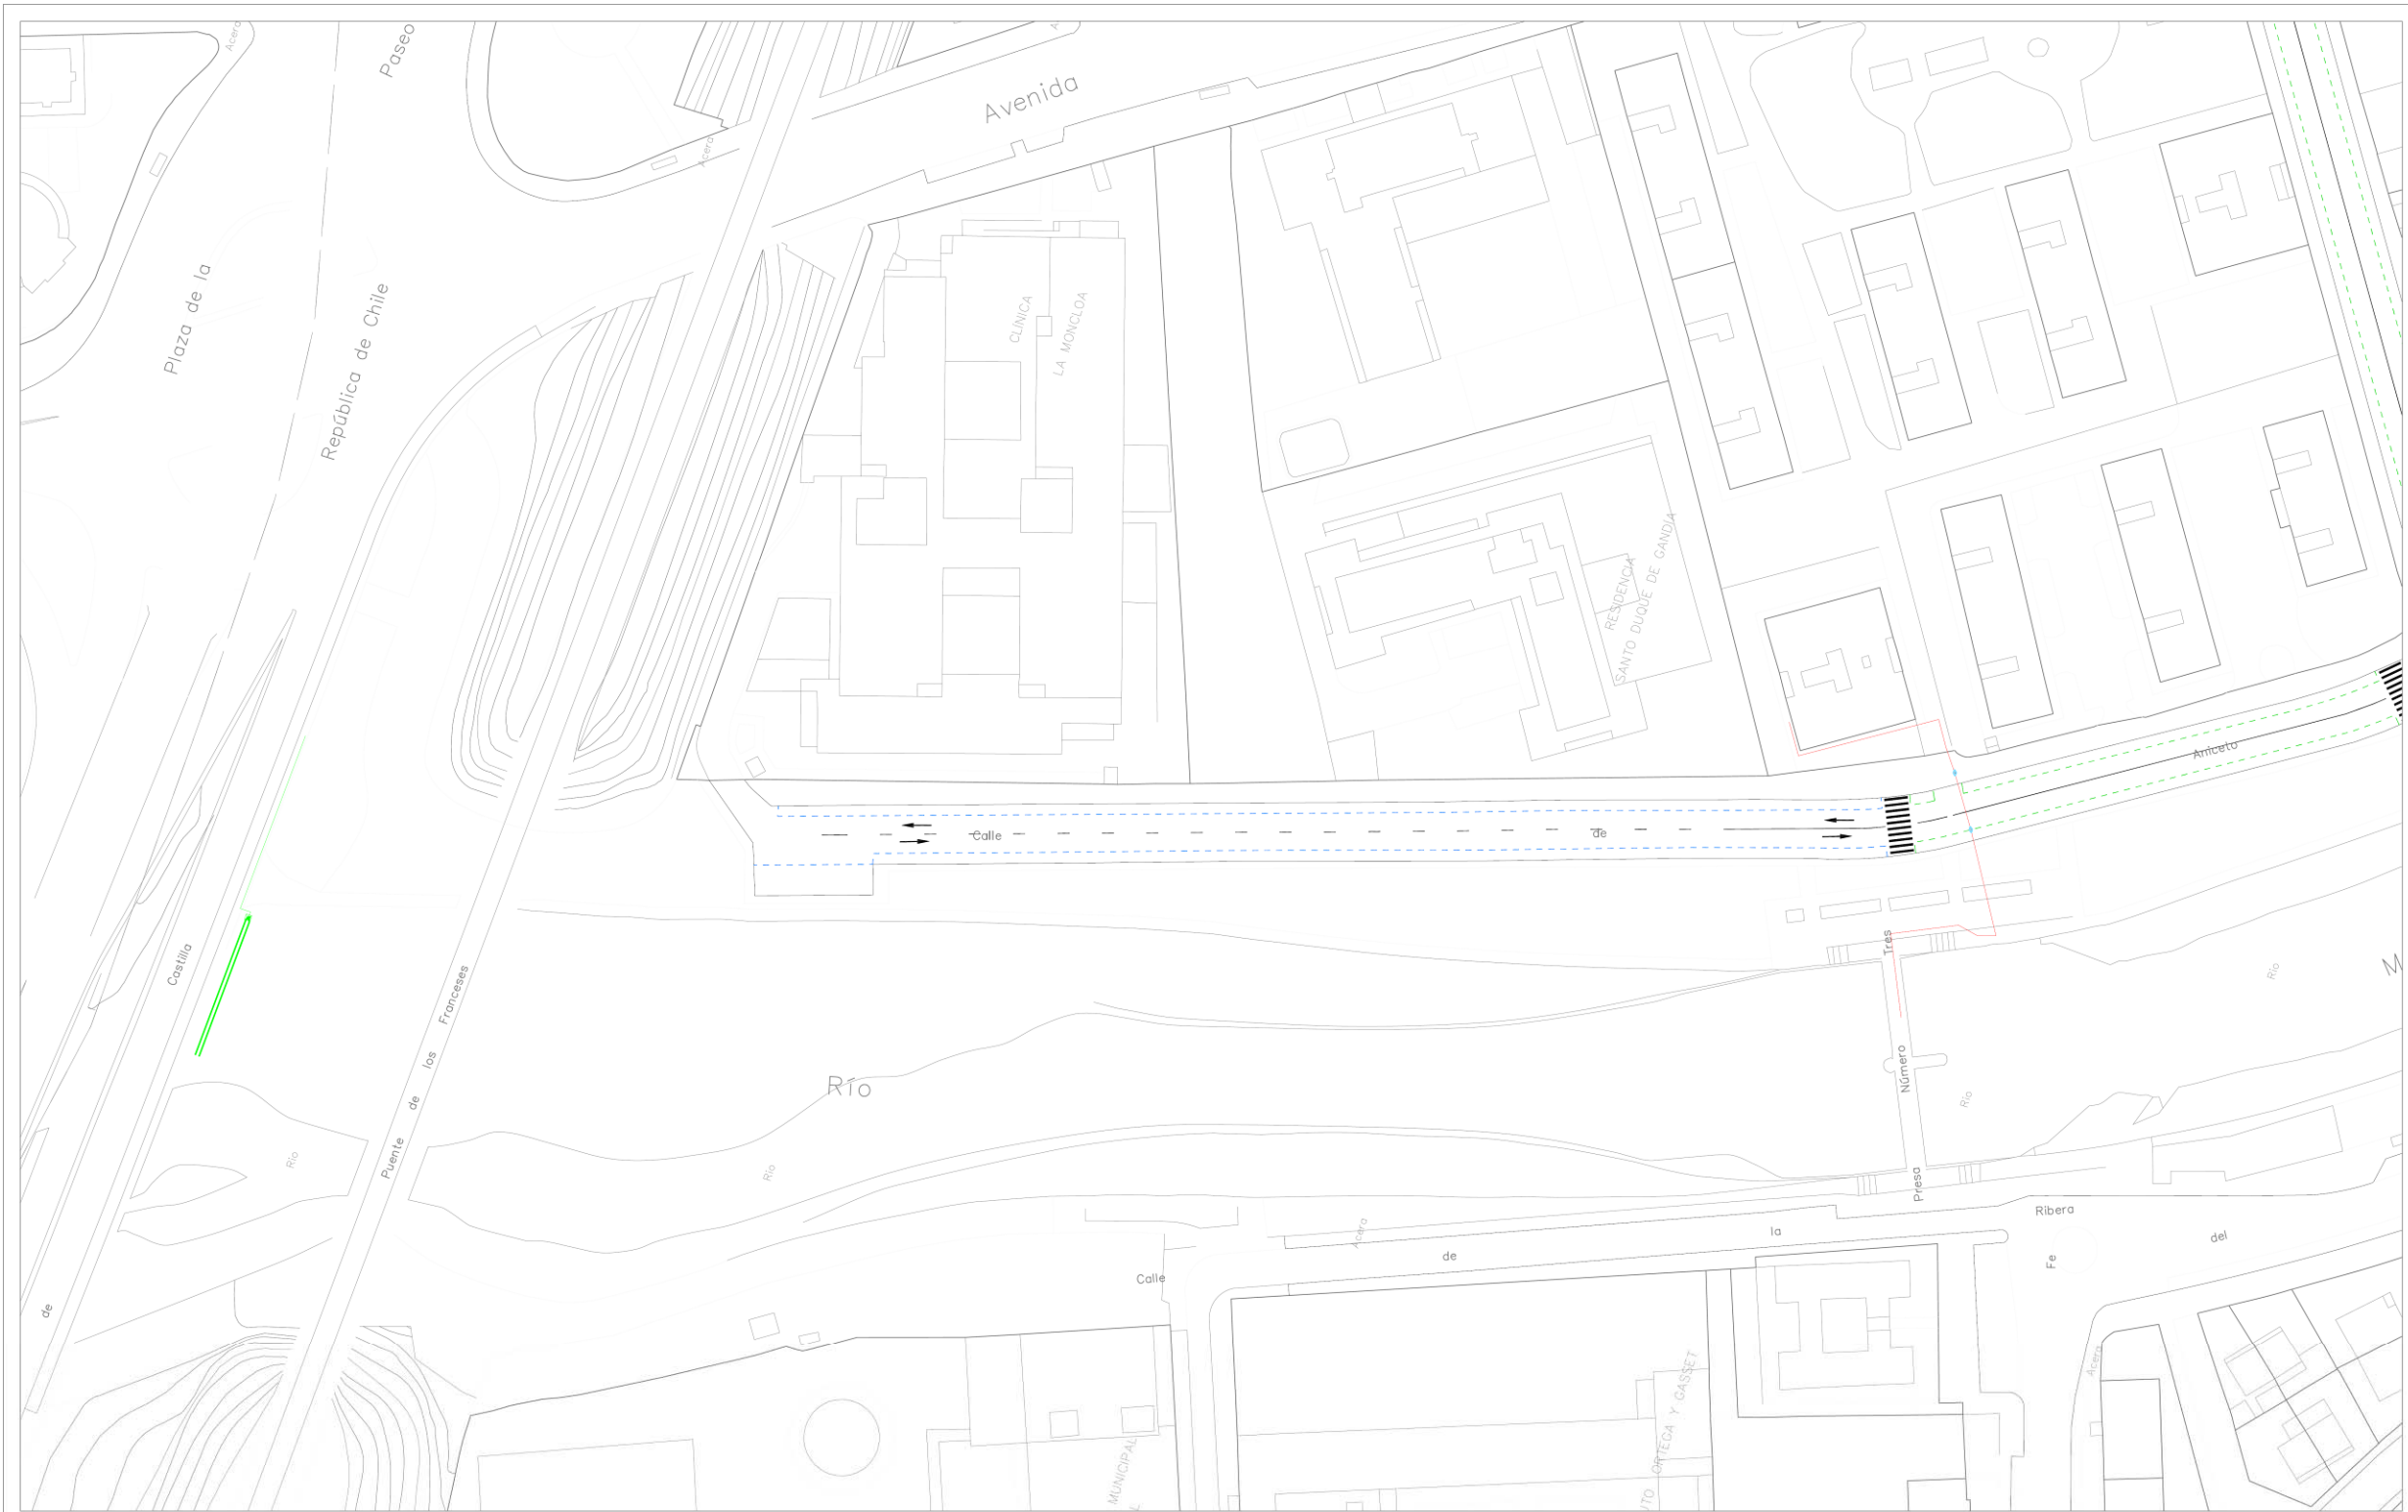 Acera
Paseo
Avenida
Acera
Plaza de la
República de Chile
CLÍNICA
LA MONCLOA
RESIDENCIA
SANTO DUQUE DE GANDIA
Aniceto
Calle
de
Castilla
de
Puente de los Franceses
Río
Río
Río
Tres
Número
Presa
Río
Río
M
Acera
Calle
de
la
Ribera
del
Fe
Acera
MUNICIPAL
ORTEGA Y GASSET